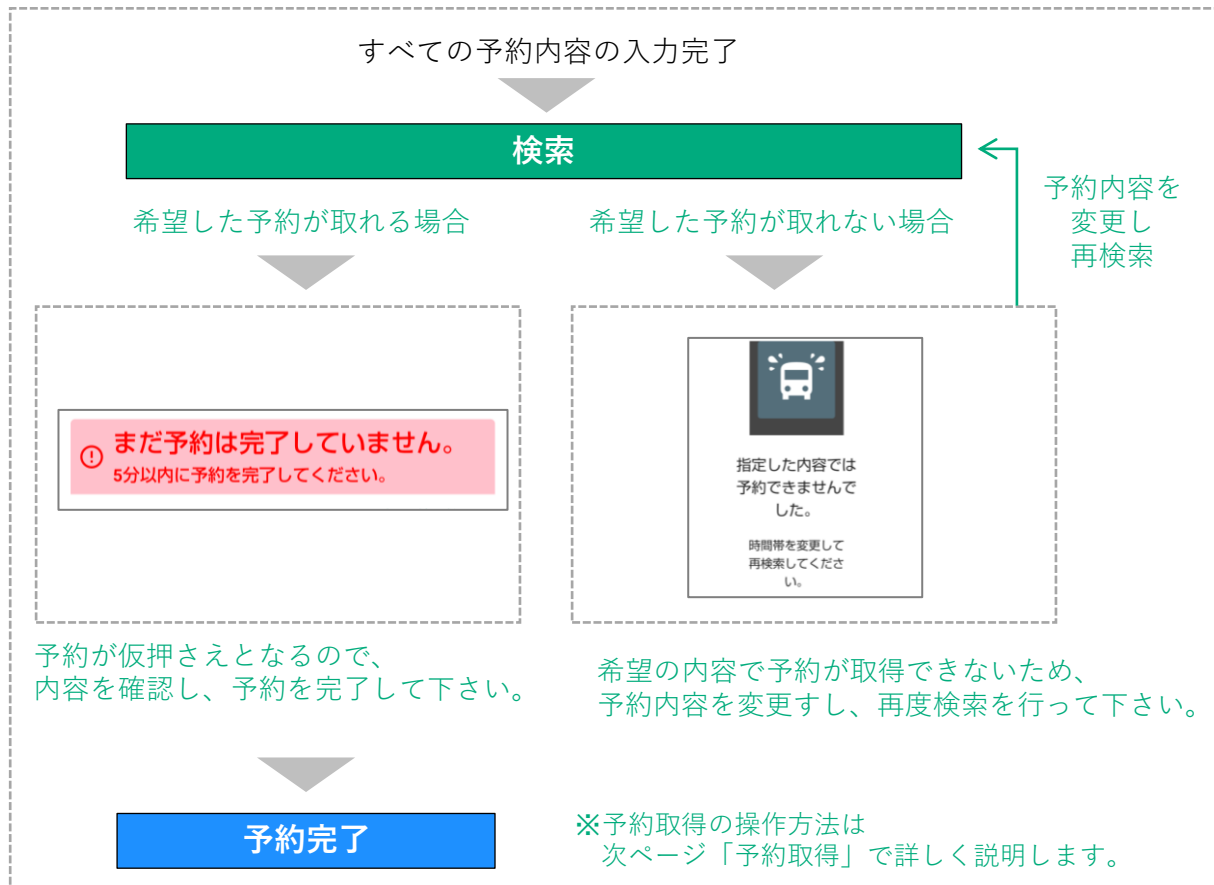 すべての予約内容の入力完了
検索
予約内容を
変更し
再検索
希望した予約が取れる場合
希望した予約が取れない場合
まだ予約は完了していません。
5分以内に予約を完了してください。
指定した内容では
予約できませんで
した。
時間帯を変更して
再検索してくださ
い。
予約が仮押さえとなるので、
内容を確認し、予約を完了して下さい。
希望の内容で予約が取得できないため、
予約内容を変更すし、再度検索を行って下さい。
予約完了
※予約取得の操作方法は
次ページ「予約取得」で詳しく説明します。